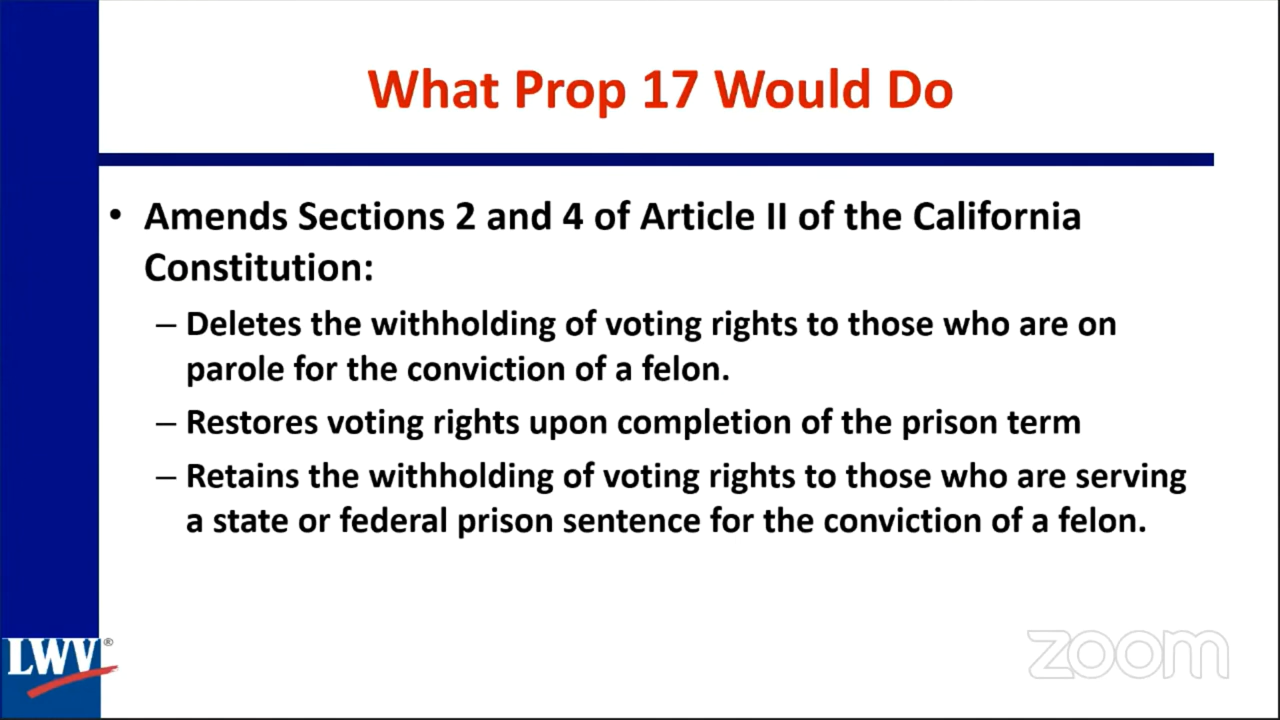 What Prop 17 Would Do
• Amends Sections 2 and 4 of Article II of the California
Constitution:
– Deletes the withholding of voting rights to those who are on
parole for the conviction of a felon.
– Restores voting rights upon completion of the prison term
– Retains the withholding of voting rights to those who are serving
a state or federal prison sentence for the conviction of a felon.
LWV®
zoom